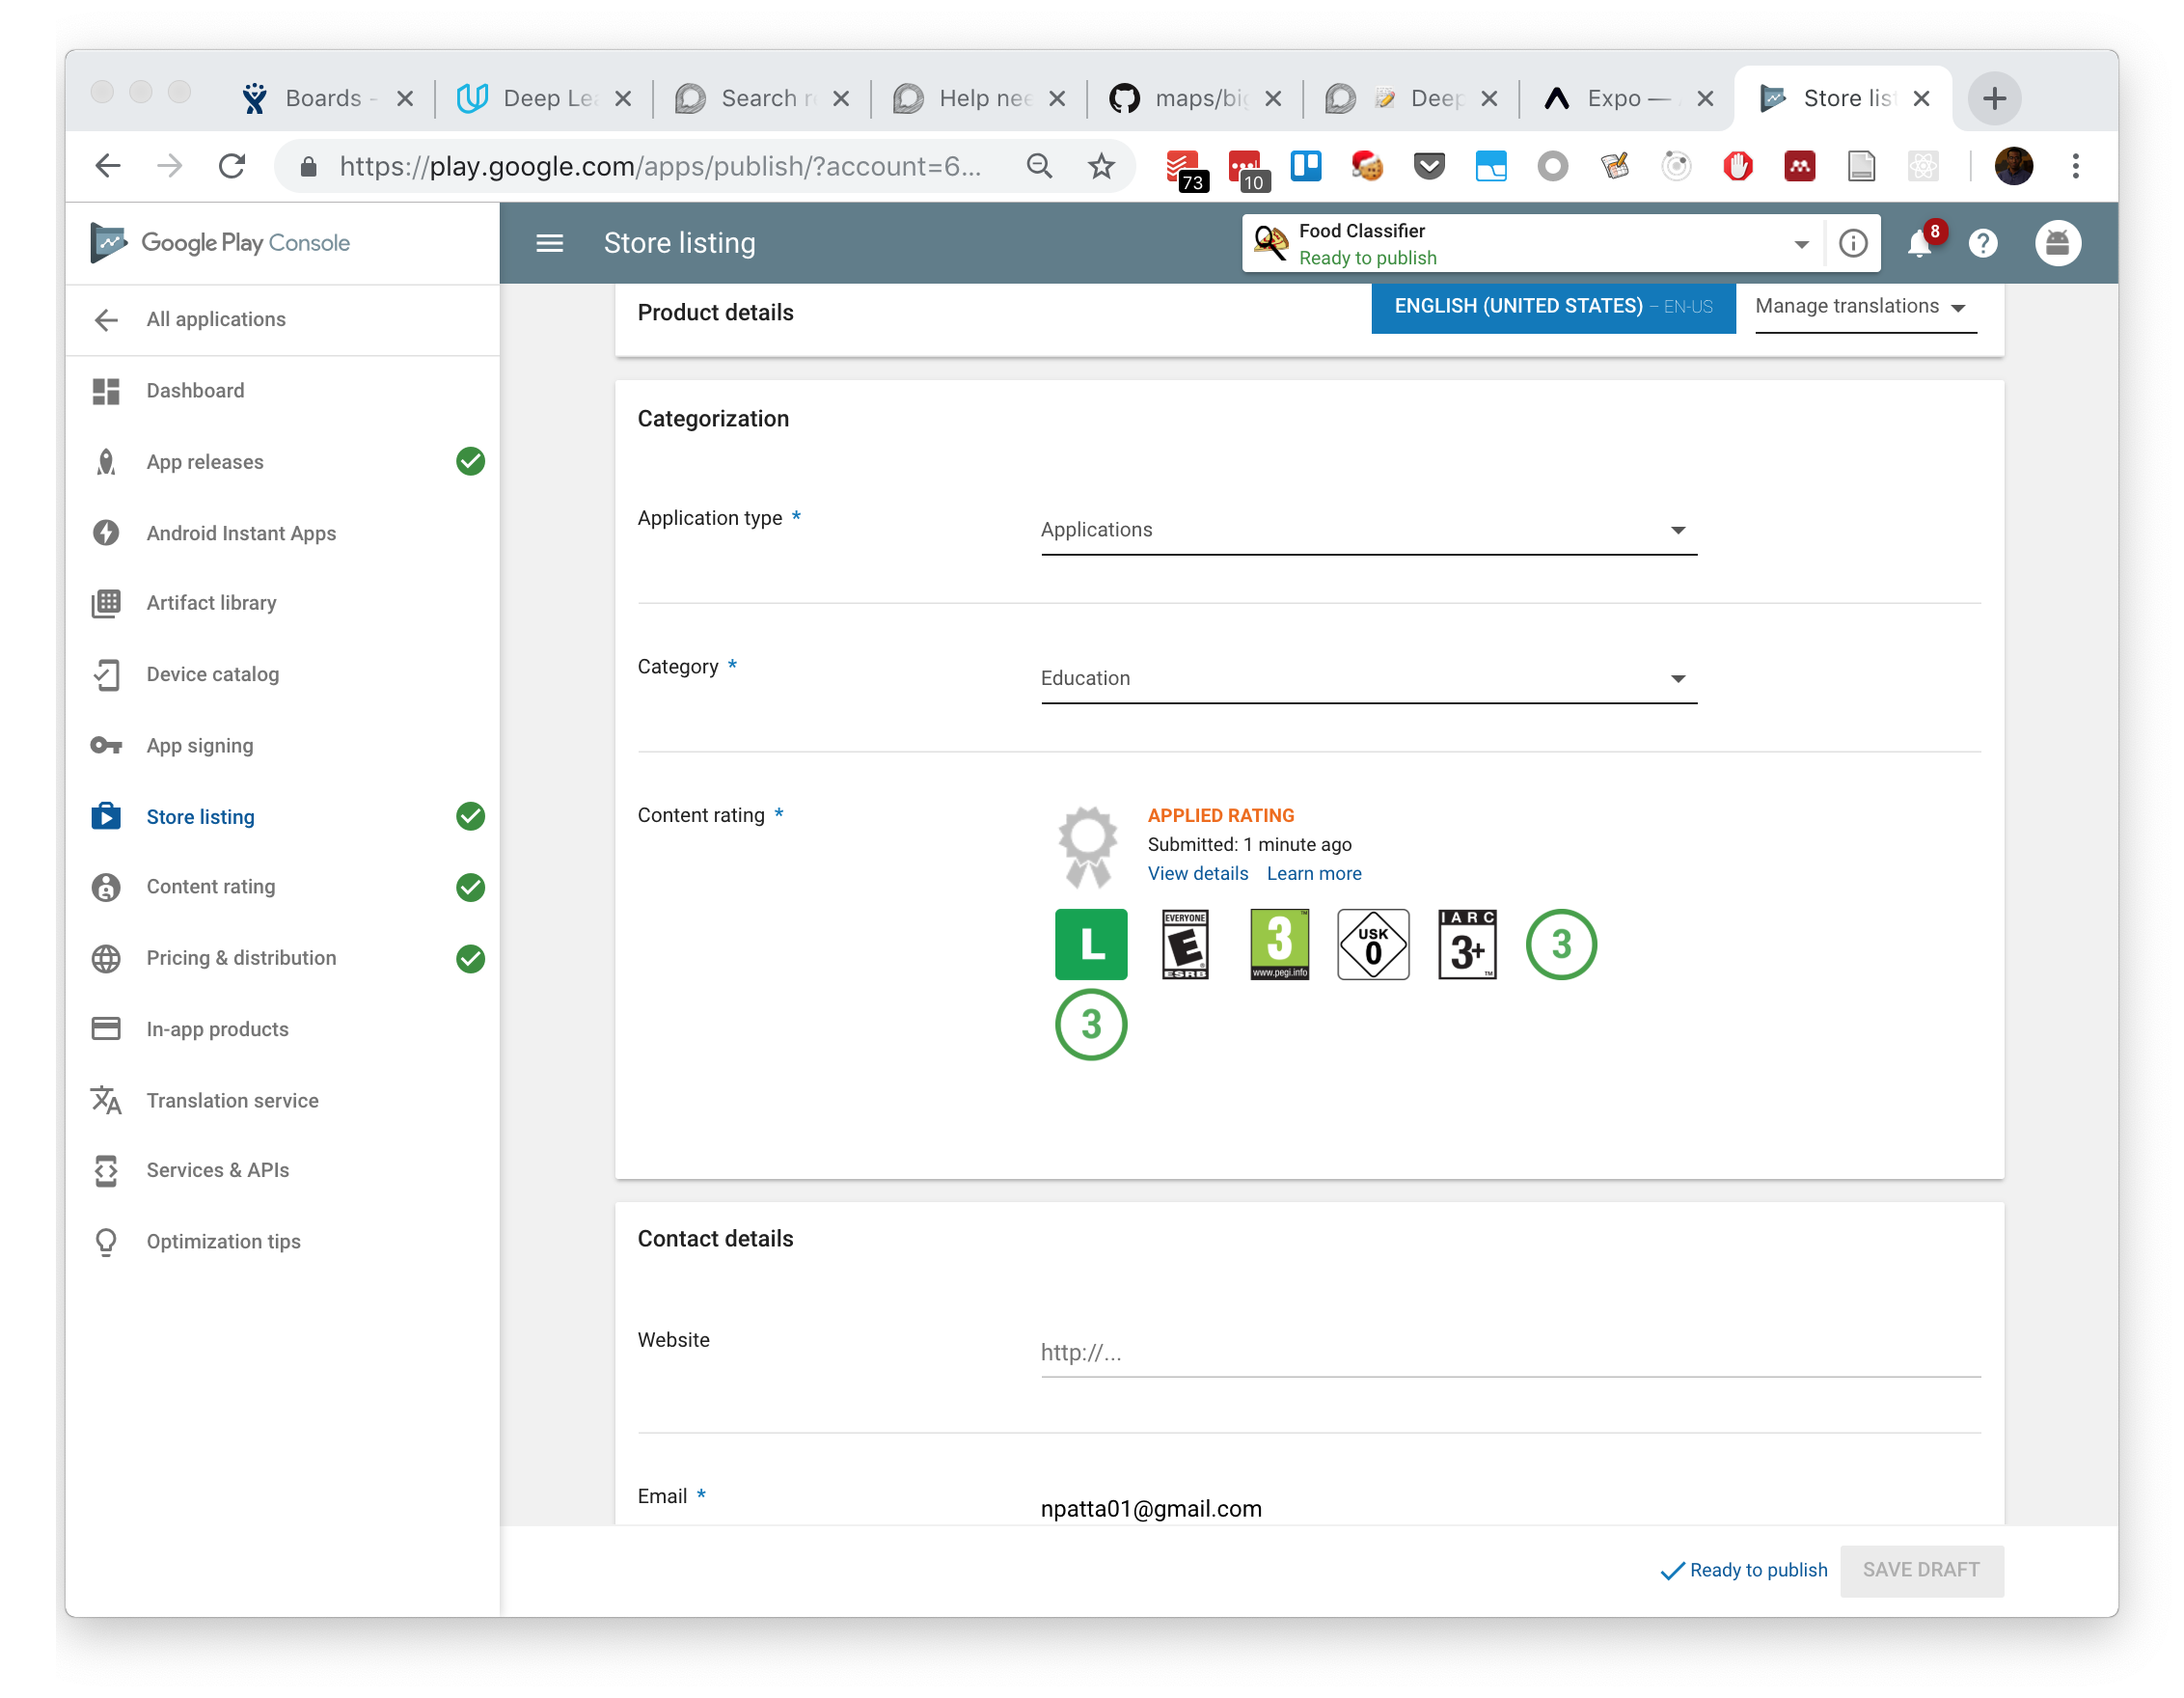 Boards -
Deep Le
Search r
Help nee
maps/big
Deep
Expo —
Store list
https://play.google.com/apps/publish/?account=6...
73
10
Google Play Console
Store listing
Food Classifier
Ready to publish
8
All applications
Dashboard
App releases
Android Instant Apps
Artifact library
Device catalog
App signing
Store listing
Content rating
Pricing & distribution
In-app products
Translation service
Services & APIs
Optimization tips
Product details
ENGLISH (UNITED STATES) – EN-US
Manage translations
Categorization
Application type *
Applications
Category *
Education
Content rating *
APPLIED RATING
Submitted: 1 minute ago
View details Learn more
L
EVERYONE
E
ESRB
3
www.pegi.info
USK
0
IARC
3+
3
3
Contact details
Website
http://...
Email *
npatta01@gmail.com
Ready to publish
SAVE DRAFT